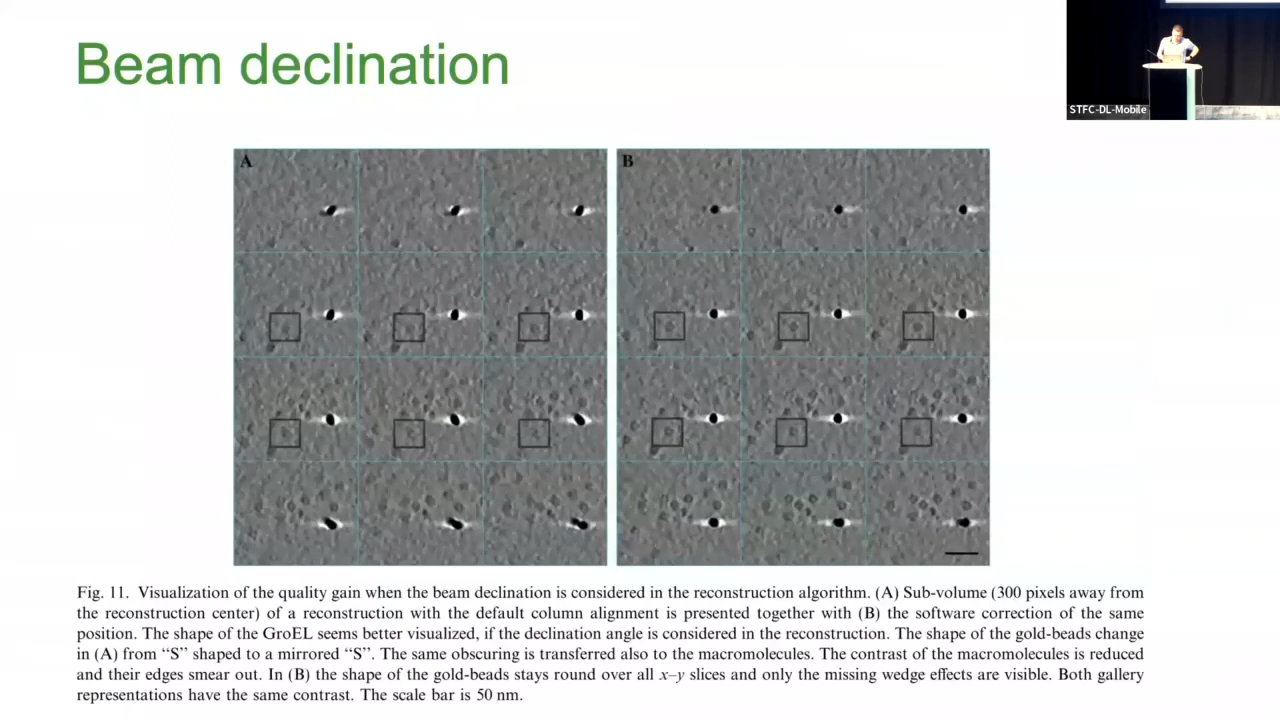 Beam declination
STFC-DL-Mobile
A
B
Fig. 11. Visualization of the quality gain when the beam declination is considered in the reconstruction algorithm. (A) Sub-volume (300 pixels away from
the reconstruction center) of a reconstruction with the default column alignment is presented together with (B) the software correction of the same
position. The shape of the GroEL seems better visualized, if the declination angle is considered in the reconstruction. The shape of the gold-beads change
in (A) from “S” shaped to a mirrored “S”. The same obscuring is transferred also to the macromolecules. The contrast of the macromolecules is reduced
and their edges smear out. In (B) the shape of the gold-beads stays round over all x–y slices and only the missing wedge effects are visible. Both gallery
representations have the same contrast. The scale bar is 50 nm.